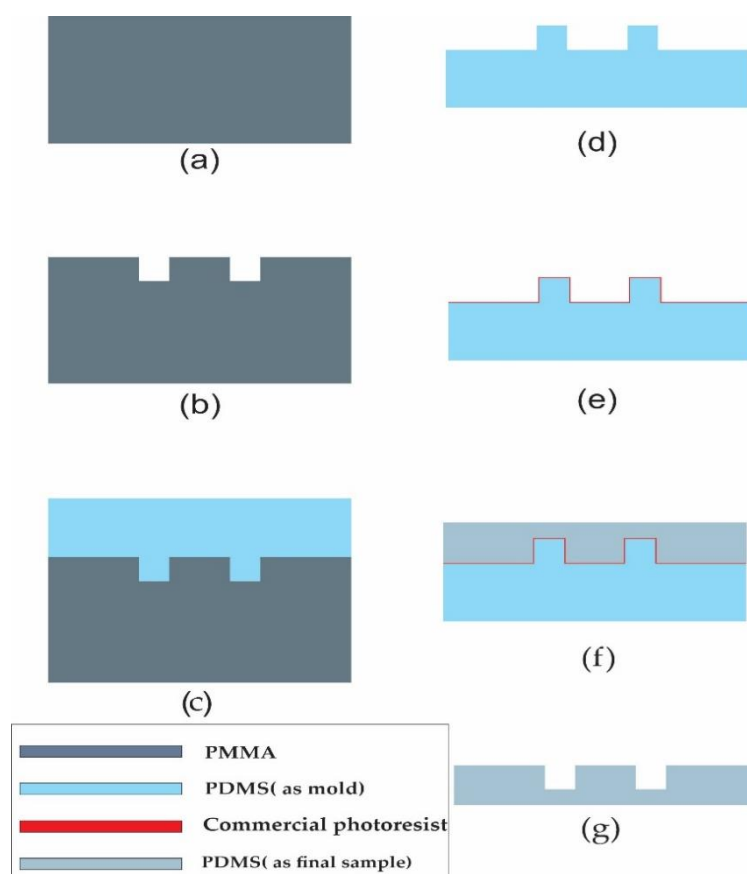 (a)
(b)
(c)
(d)
(e)
(f)
(g)
PMMA
PDMS( as mold)
Commercial photoresist
PDMS( as final sample)